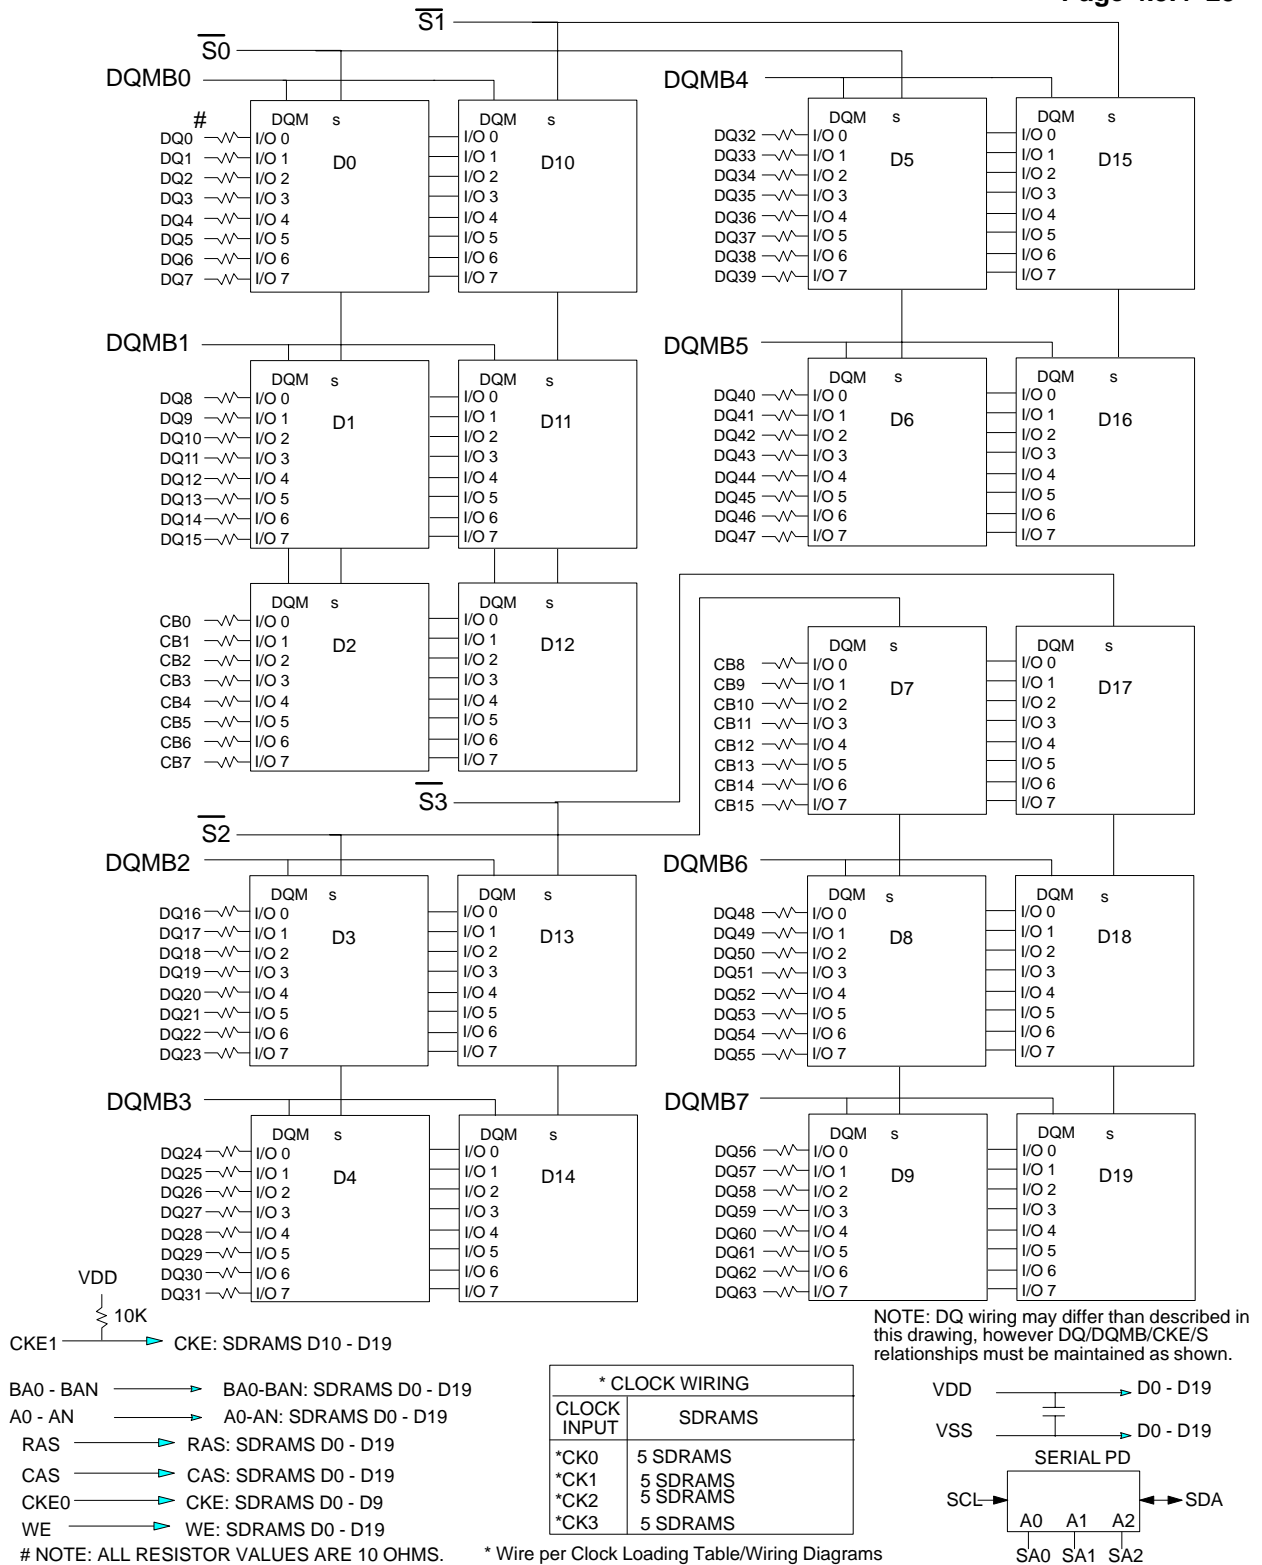 S1
S0
DQMB0
DQMB4
#
DQM s
DQM s
DQM s
DQM s
DQ0 I/O 0 I/O 0 DQ32 I/O 0 I/O 0
DQ1 I/O 1 I/O 1 DQ33 I/O 1 I/O 1
D0 D10 D5 D15
DQ2 I/O 2 I/O 2 DQ34 I/O 2 I/O 2
DQ3 I/O 3 I/O 3 DQ35 I/O 3 I/O 3
DQ4 I/O 4 I/O 4 DQ36 I/O 4 I/O 4
DQ5 I/O 5 I/O 5 DQ37 I/O 5 I/O 5
DQ6 I/O 6 I/O 6 DQ38 I/O 6 I/O 6
DQ7 I/O 7 I/O 7 DQ39 I/O 7 I/O 7
DQMB1
DQMB5
DQM s
DQM s
DQM s
DQM s
DQ8 I/O 0 I/O 0 DQ40 I/O 0 I/O 0
DQ9 I/O 1 I/O 1 DQ41 I/O 1 I/O 1
D1 D11 D6 D16
DQ10 I/O 2 I/O 2 DQ42 I/O 2 I/O 2
DQ11 I/O 3 I/O 3 DQ43 I/O 3 I/O 3
DQ12 I/O 4 I/O 4 DQ44 I/O 4 I/O 4
DQ13 I/O 5 I/O 5 DQ45 I/O 5 I/O 5
DQ14 I/O 6 I/O 6 DQ46 I/O 6 I/O 6
DQ15 I/O 7 I/O 7 DQ47 I/O 7 I/O 7
DQM s
DQM s
CB0 I/O 0 I/O 0
CB1 I/O 1 I/O 1
D2 D12
CB2 I/O 2 I/O 2
CB3 I/O 3 I/O 3
CB4 I/O 4 I/O 4
CB5 I/O 5 I/O 5
CB6 I/O 6 I/O 6
CB7 I/O 7 I/O 7
DQM s
DQM s
CB8 I/O 0 I/O 0
CB9 I/O 1 I/O 1
D7 D17
CB10 I/O 2 I/O 2
CB11 I/O 3 I/O 3
CB12 I/O 4 I/O 4
CB13 I/O 5 I/O 5
CB14 I/O 6 I/O 6
CB15 I/O 7 I/O 7
S3
S2
DQMB2
DQMB6
DQM s
DQM s
DQM s
DQM s
DQ16 I/O 0 I/O 0 DQ48 I/O 0 I/O 0
DQ17 I/O 1 I/O 1 DQ49 I/O 1 I/O 1
D3 D13 D8 D18
DQ18 I/O 2 I/O 2 DQ50 I/O 2 I/O 2
DQ19 I/O 3 I/O 3 DQ51 I/O 3 I/O 3
DQ20 I/O 4 I/O 4 DQ52 I/O 4 I/O 4
DQ21 I/O 5 I/O 5 DQ53 I/O 5 I/O 5
DQ22 I/O 6 I/O 6 DQ54 I/O 6 I/O 6
DQ23 I/O 7 I/O 7 DQ55 I/O 7 I/O 7
DQMB3
DQMB7
DQM s
DQM s
DQM s
DQM s
DQ24 I/O 0 I/O 0 DQ56 I/O 0 I/O 0
DQ25 I/O 1 I/O 1 DQ57 I/O 1 I/O 1
D4 D14 D9 D19
DQ26 I/O 2 I/O 2 DQ58 I/O 2 I/O 2
DQ27 I/O 3 I/O 3 DQ59 I/O 3 I/O 3
DQ28 I/O 4 I/O 4 DQ60 I/O 4 I/O 4
DQ29 I/O 5 I/O 5 DQ61 I/O 5 I/O 5
DQ30 I/O 6 I/O 6 DQ62 I/O 6 I/O 6
DQ31 I/O 7 I/O 7 DQ63 I/O 7 I/O 7
VDD
10K
CKE1 CKE: SDRAMS D10 - D19
BA0 - BAN BA0-BAN: SDRAMS D0 - D19
A0 - AN A0-AN: SDRAMS D0 - D19
RAS RAS: SDRAMS D0 - D19
CAS CAS: SDRAMS D0 - D19
CKE0 CKE: SDRAMS D0 - D9
WE WE: SDRAMS D0 - D19
# NOTE: ALL RESISTOR VALUES ARE 10 OHMS.
* CLOCK WIRING
CLOCK INPUT SDRAMS
*CK0 5 SDRAMS
*CK1 5 SDRAMS
*CK2 5 SDRAMS
*CK3 5 SDRAMS
* Wire per Clock Loading Table/Wiring Diagrams
NOTE: DQ wiring may differ than described in
this drawing, however DQ/DQMB/CKE/S
relationships must be maintained as shown.
VDD D0 - D19
VSS D0 - D19
SERIAL PD
SCL SDA
A0 A1 A2
SA0 SA1 SA2